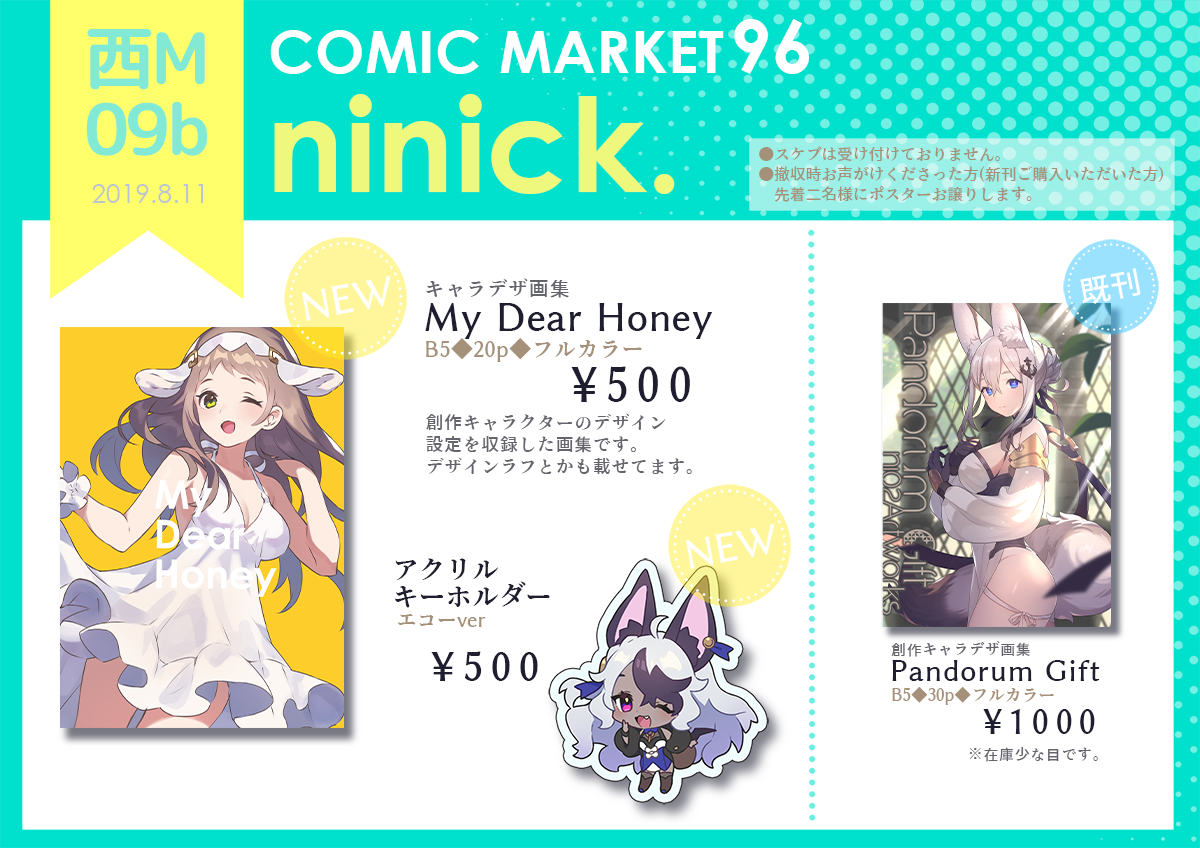 西M
09b
2019.8.11
COMIC MARKET 96
ninick.
●スケブは受け付けておりません。
●撤収時お声がけくださった方(新刊ご購入いただいた方)
先着二名様にポスターお譲りします。
NEW
キャラデザ画集
My Dear Honey
B5◆20p◆フルカラー
¥500
創作キャラクターのデザイン
設定を収録した画集です。
デザインラフとかも載せてます。
My
Dear
Honey
NEW
アクリル
キーホルダー
エコーver
¥500
既刊
Pandorum Gift
nio2Artworks
創作キャラデザ画集
Pandorum Gift
B5◆30p◆フルカラー
¥1000
※在庫少な目です。